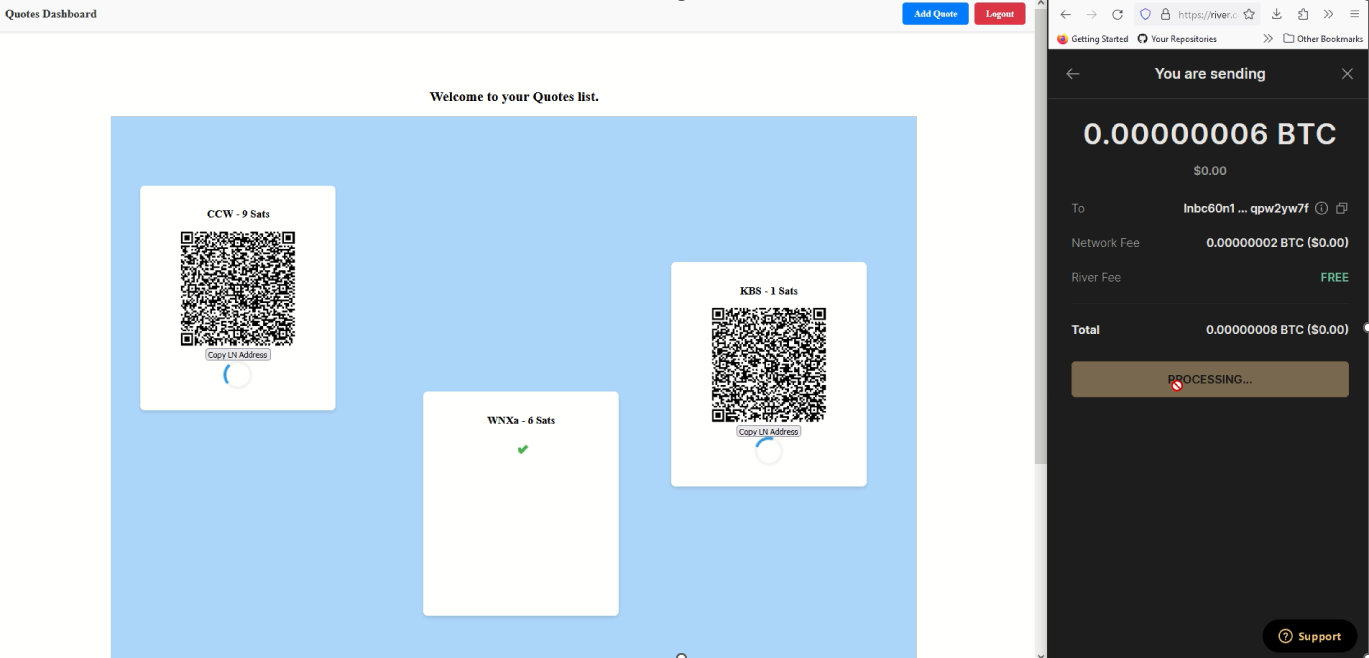 Quotes Dashboard
Add Quote
Logout
Welcome to your Quotes list.
CCW - 9 Sats
Copy LN Address
KBS - 1 Sats
Copy LN Address
WNXa - 6 Sats
https://river.c
Getting Started
Your Repositories
Other Bookmarks
You are sending
0.00000006 BTC
$0.00
To lnbc60n1 ... qpw2yw7f
Network Fee 0.00000002 BTC ($0.00)
River Fee FREE
Total 0.00000008 BTC ($0.00)
PROCESSING...
Support